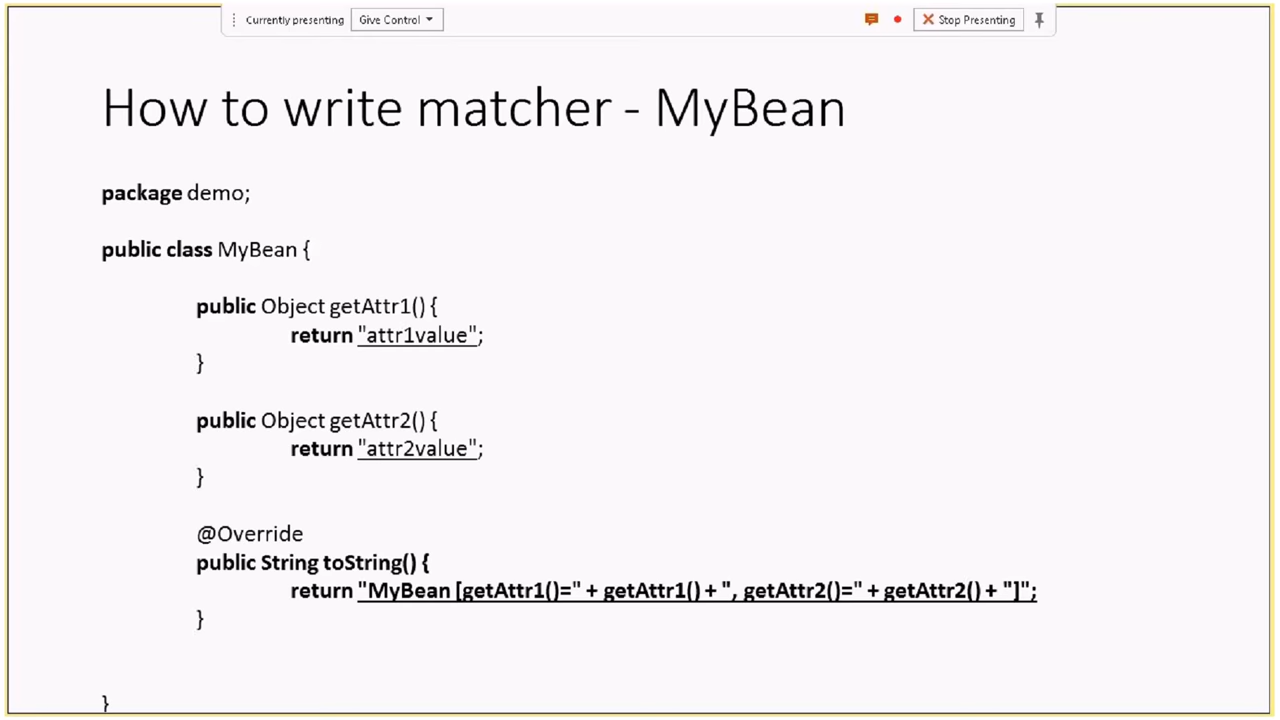 Currently presenting Give Control Stop Presenting
How to write matcher - MyBean
package demo;
public class MyBean {
public Object getAttr1() {
return "attr1value";
}
public Object getAttr2() {
return "attr2value";
}
@Override
public String toString() {
return "MyBean [getAttr1()=" + getAttr1() + ", getAttr2()=" + getAttr2() + "]";
}
}